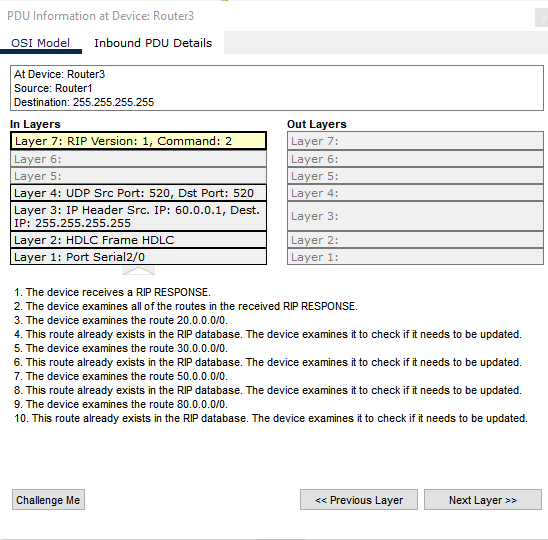 PDU Information at Device: Router3
OSI Model
Inbound PDU Details
At Device: Router3
Source: Router1
Destination: 255.255.255.255
In Layers
Layer 7: RIP Version: 1, Command: 2
Layer 6:
Layer 5:
Layer 4: UDP Src Port: 520, Dst Port: 520
Layer 3: IP Header Src. IP: 60.0.0.1, Dest.
IP: 255.255.255.255
Layer 2: HDLC Frame HDLC
Layer 1: Port Serial2/0
Out Layers
Layer 7:
Layer 6:
Layer 5:
Layer 4:
Layer 3:
Layer 2:
Layer 1:
1. The device receives a RIP RESPONSE.
2. The device examines all of the routes in the received RIP RESPONSE.
3. The device examines the route 20.0.0.0/0.
4. This route already exists in the RIP database. The device examines it to check if it needs to be updated.
5. The device examines the route 30.0.0.0/0.
6. This route already exists in the RIP database. The device examines it to check if it needs to be updated.
7. The device examines the route 50.0.0.0/0.
8. This route already exists in the RIP database. The device examines it to check if it needs to be updated.
9. The device examines the route 80.0.0.0/0.
10. This route already exists in the RIP database. The device examines it to check if it needs to be updated.
Challenge Me
<< Previous Layer
Next Layer >>